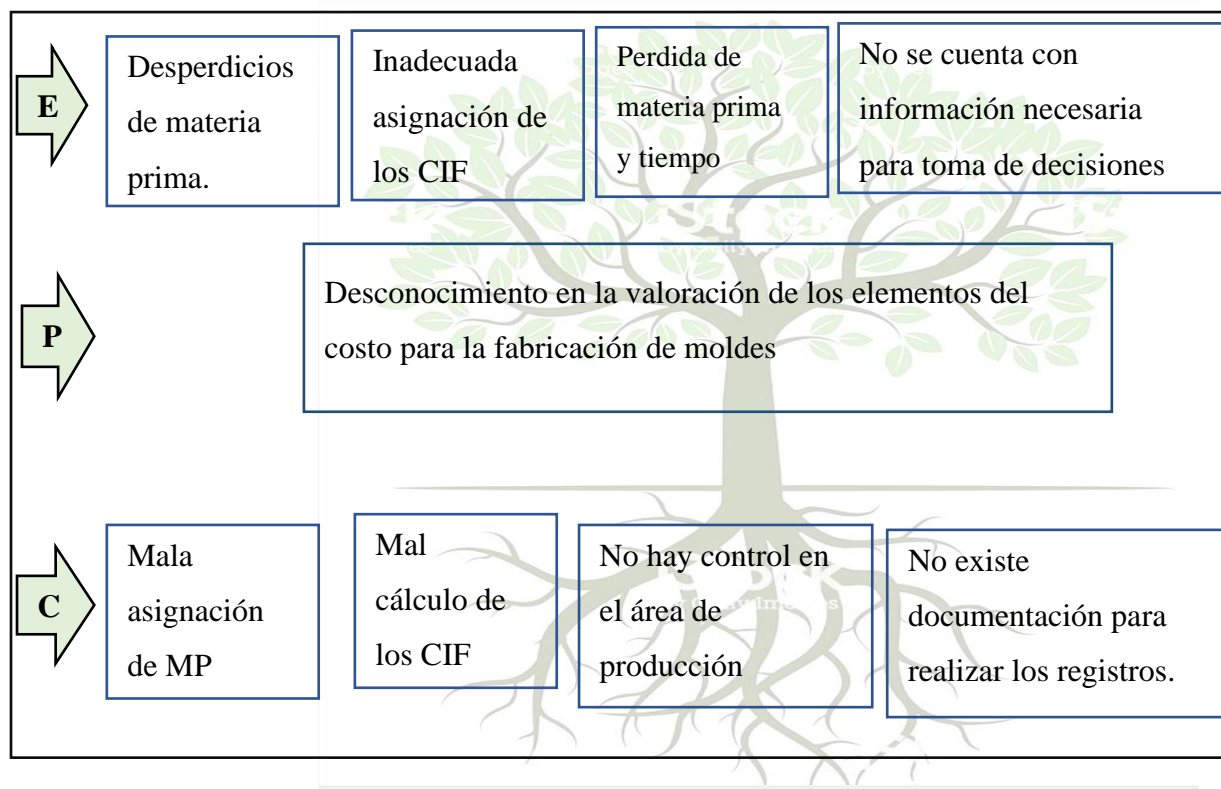 E
Desperdicios
de materia
prima.
Inadecuada
asignación de
los CIF
Perdida de
materia prima
y tiempo
No se cuenta con
información necesaria
para toma de decisiones
P
Desconocimiento en la valoración de los elementos del
costo para la fabricación de moldes
C
Mala
asignación
de MP
Mal
cálculo de
los CIF
No hay control en
el área de
producción
No existe
documentación para
realizar los registros.